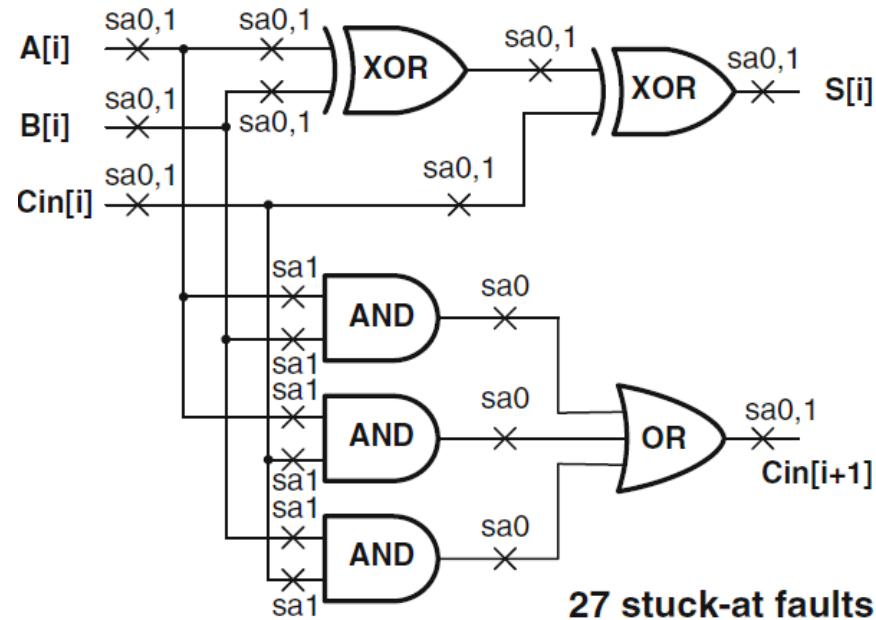 sa0,1
sa0,1
sa0,1
sa0,1
A[i]
XOR
XOR
S[i]
sa0,1
B[i]
sa0,1
sa0,1
sa0,1
Cin[i]
sa1
sa0
AND
sa1
sa1
sa0
AND
OR
sa0,1
sa1
Cin[i+1]
sa1
sa0
AND
sa1
27 stuck-at faults